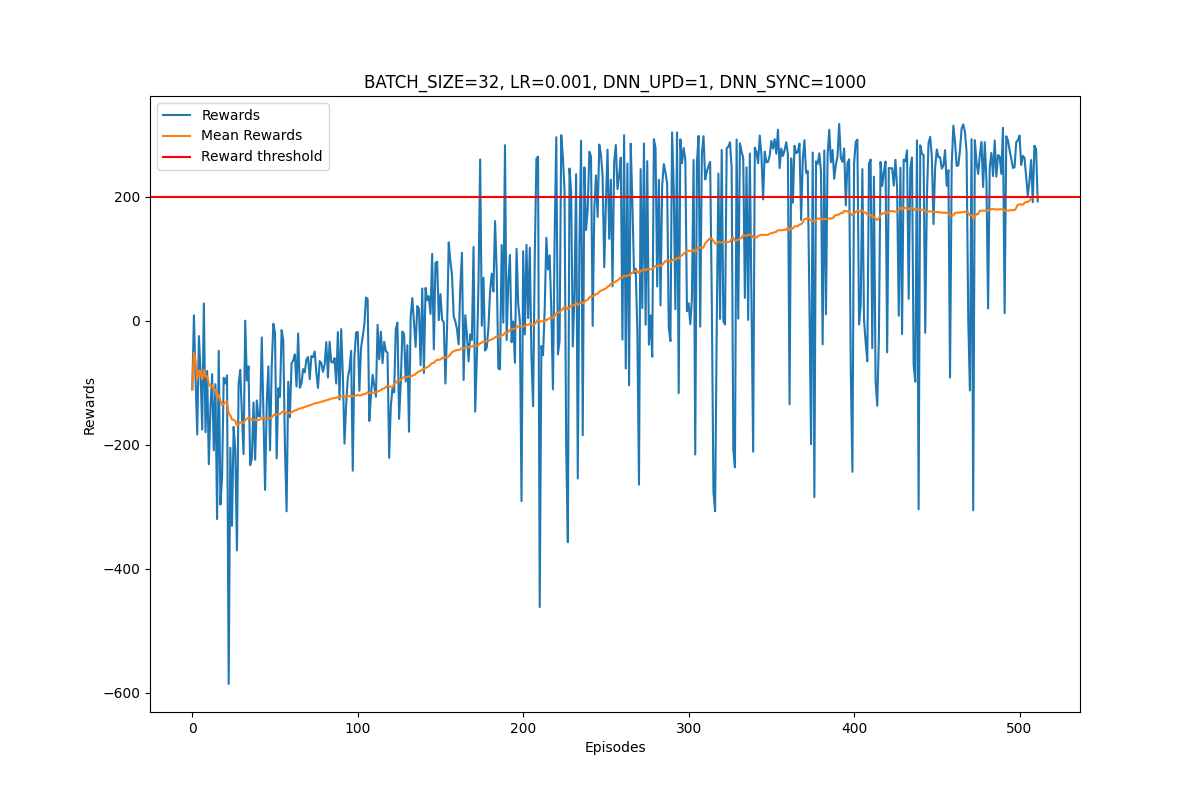 BATCH_SIZE=32, LR=0.001, DNN_UPD=1, DNN_SYNC=1000
Rewards
Mean Rewards
Reward threshold
200
0
−200
−400
−600
Rewards
0
100
200
300
400
500
Episodes